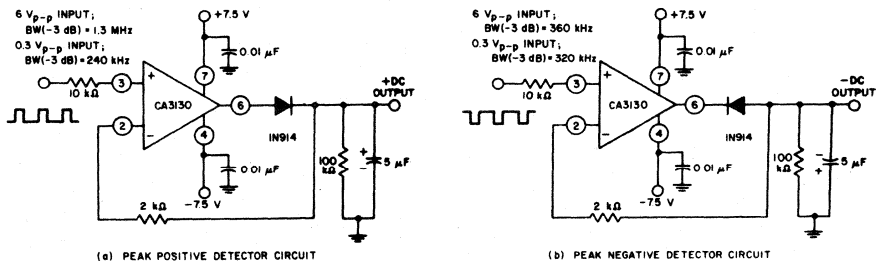 6 Vp-p INPUT;
BW(-3 dB) = 1.3 MHz
0.3 Vp-p INPUT;
BW(-3 dB) = 240 kHz
+7.5 V
0.01 µF
7
3
10 kΩ
+
CA3130
6
2
−
4
1N914
+DC
OUTPUT
0.01 µF
-7.5 V
100
kΩ
+
−
5 µF
2 kΩ
(a) PEAK POSITIVE DETECTOR CIRCUIT
6 Vp-p INPUT;
BW(-3 dB) = 360 kHz
0.3 Vp-p INPUT;
BW(-3 dB) = 320 kHz
+7.5 V
0.01 µF
7
3
10 kΩ
+
CA3130
6
2
−
4
1N914
−DC
OUTPUT
0.01 µF
-7.5 V
100
kΩ
−
+
5 µF
2 kΩ
(b) PEAK NEGATIVE DETECTOR CIRCUIT